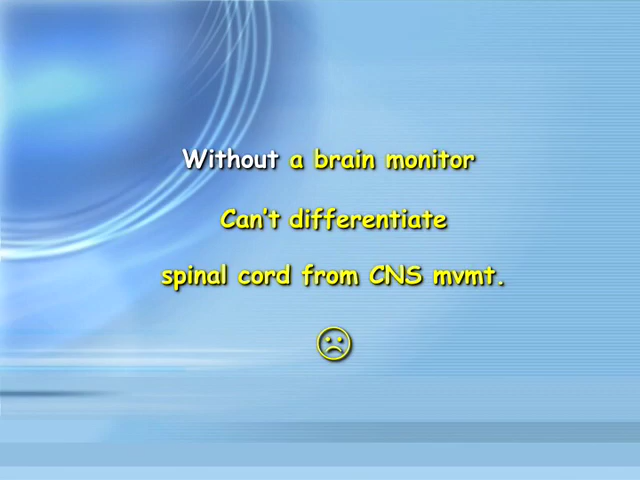 Without a brain monitor
Can't differentiate
spinal cord from CNS mvmt.